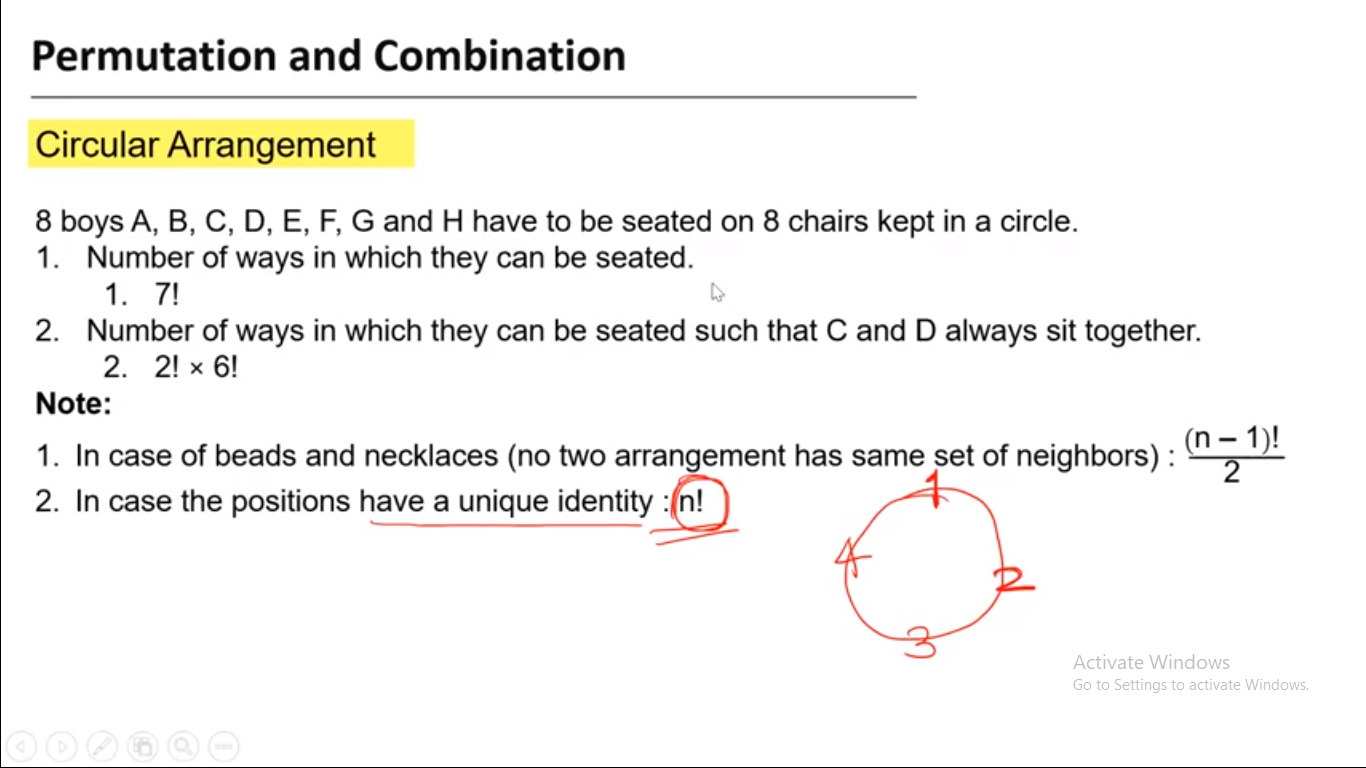 Permutation and Combination
Circular Arrangement
8 boys A, B, C, D, E, F, G and H have to be seated on 8 chairs kept in a circle.
1. Number of ways in which they can be seated.
1. 7!
2. Number of ways in which they can be seated such that C and D always sit together.
2. 2! × 6!
Note:
1. In case of beads and necklaces (no two arrangement has same set of neighbors) : (n – 1)!
2
2. In case the positions have a unique identity : n!
1
4
2
3
Activate Windows
Go to Settings to activate Windows.